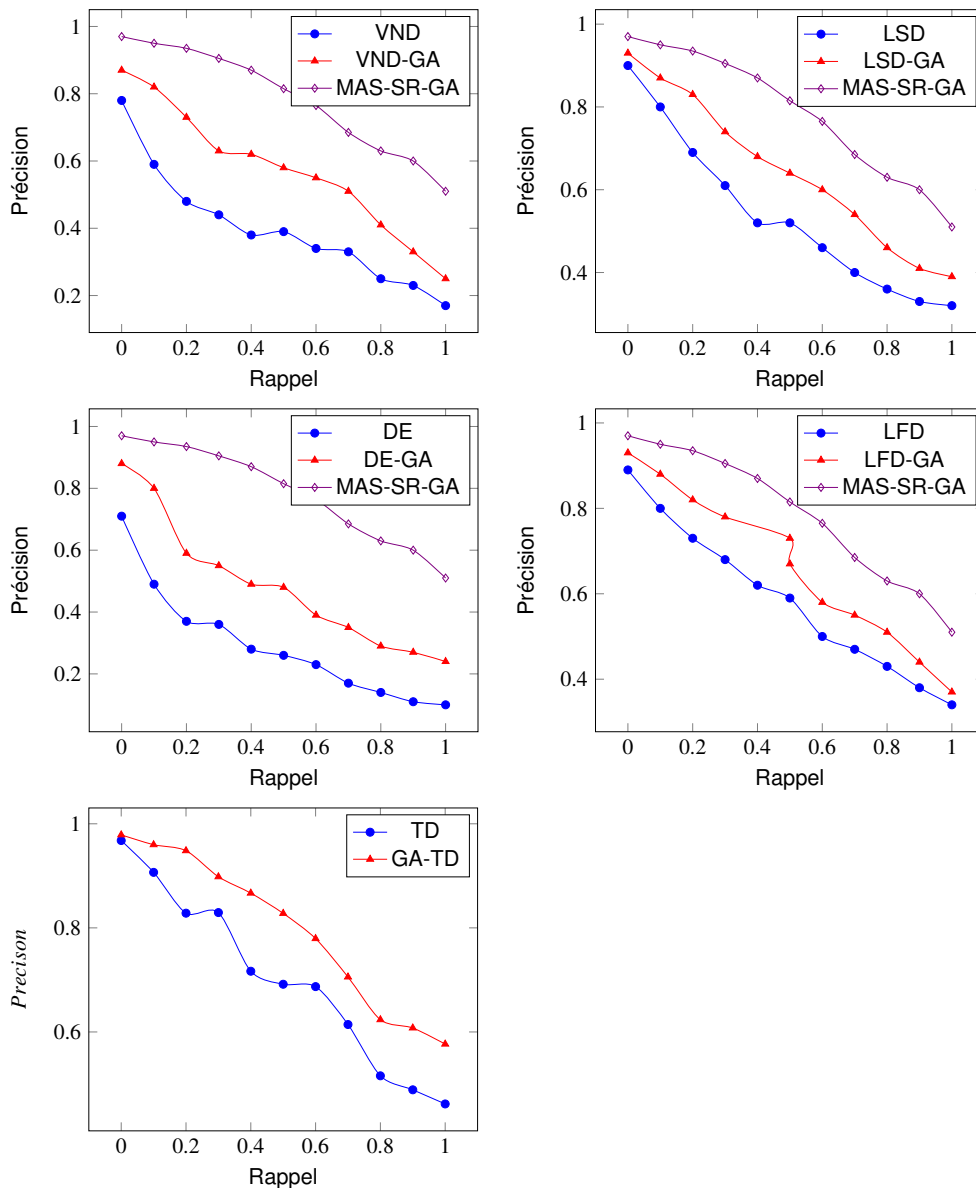 1
0.8
0.6
0.4
0.2
Précision
0 0.2 0.4 0.6 0.8 1
Rappel
VND
VND-GA
MAS-SR-GA
1
0.8
0.6
0.4
Précision
0 0.2 0.4 0.6 0.8 1
Rappel
LSD
LSD-GA
MAS-SR-GA
1
0.8
0.6
0.4
0.2
Précision
0 0.2 0.4 0.6 0.8 1
Rappel
DE
DE-GA
MAS-SR-GA
1
0.8
0.6
0.4
Précision
0 0.2 0.4 0.6 0.8 1
Rappel
LFD
LFD-GA
MAS-SR-GA
1
0.8
0.6
Precison
0 0.2 0.4 0.6 0.8 1
Rappel
TD
GA-TD